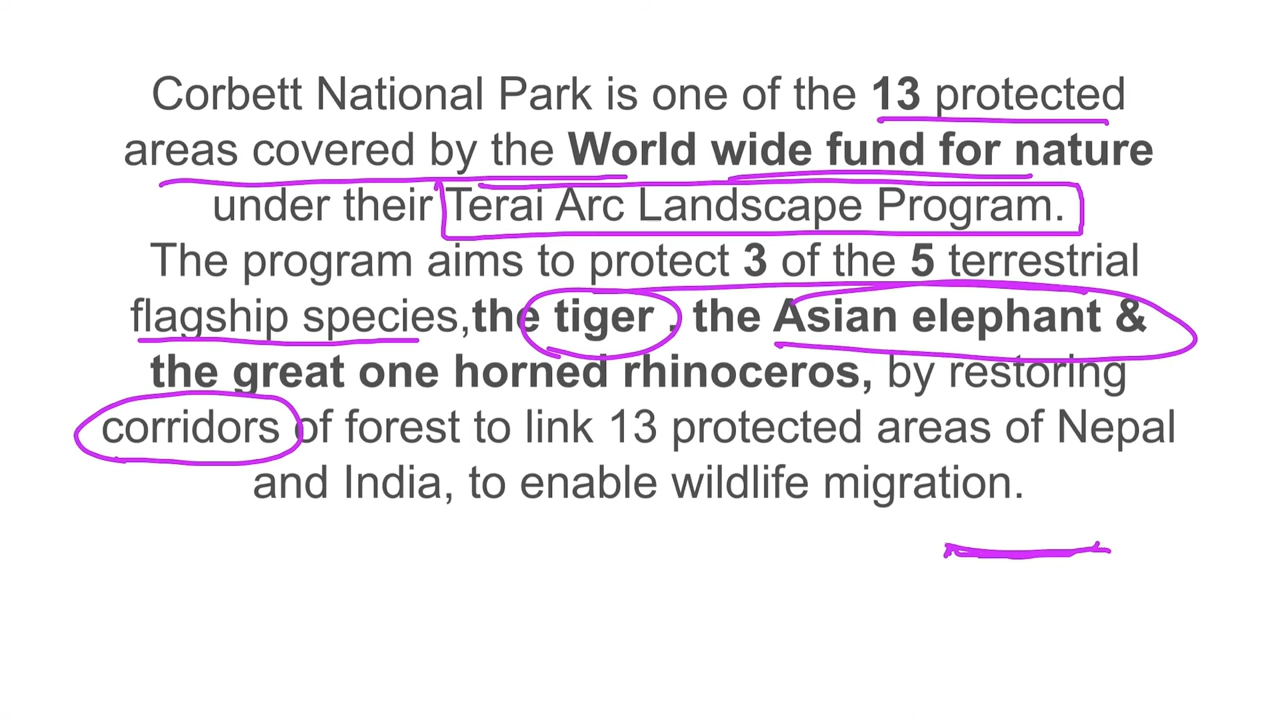 Corbett National Park is one of the 13 protected
areas covered by the World wide fund for nature
under their Terai Arc Landscape Program.
The program aims to protect 3 of the 5 terrestrial
flagship species,the tiger , the Asian elephant &
the great one horned rhinoceros, by restoring
corridors of forest to link 13 protected areas of Nepal
and India, to enable wildlife migration.